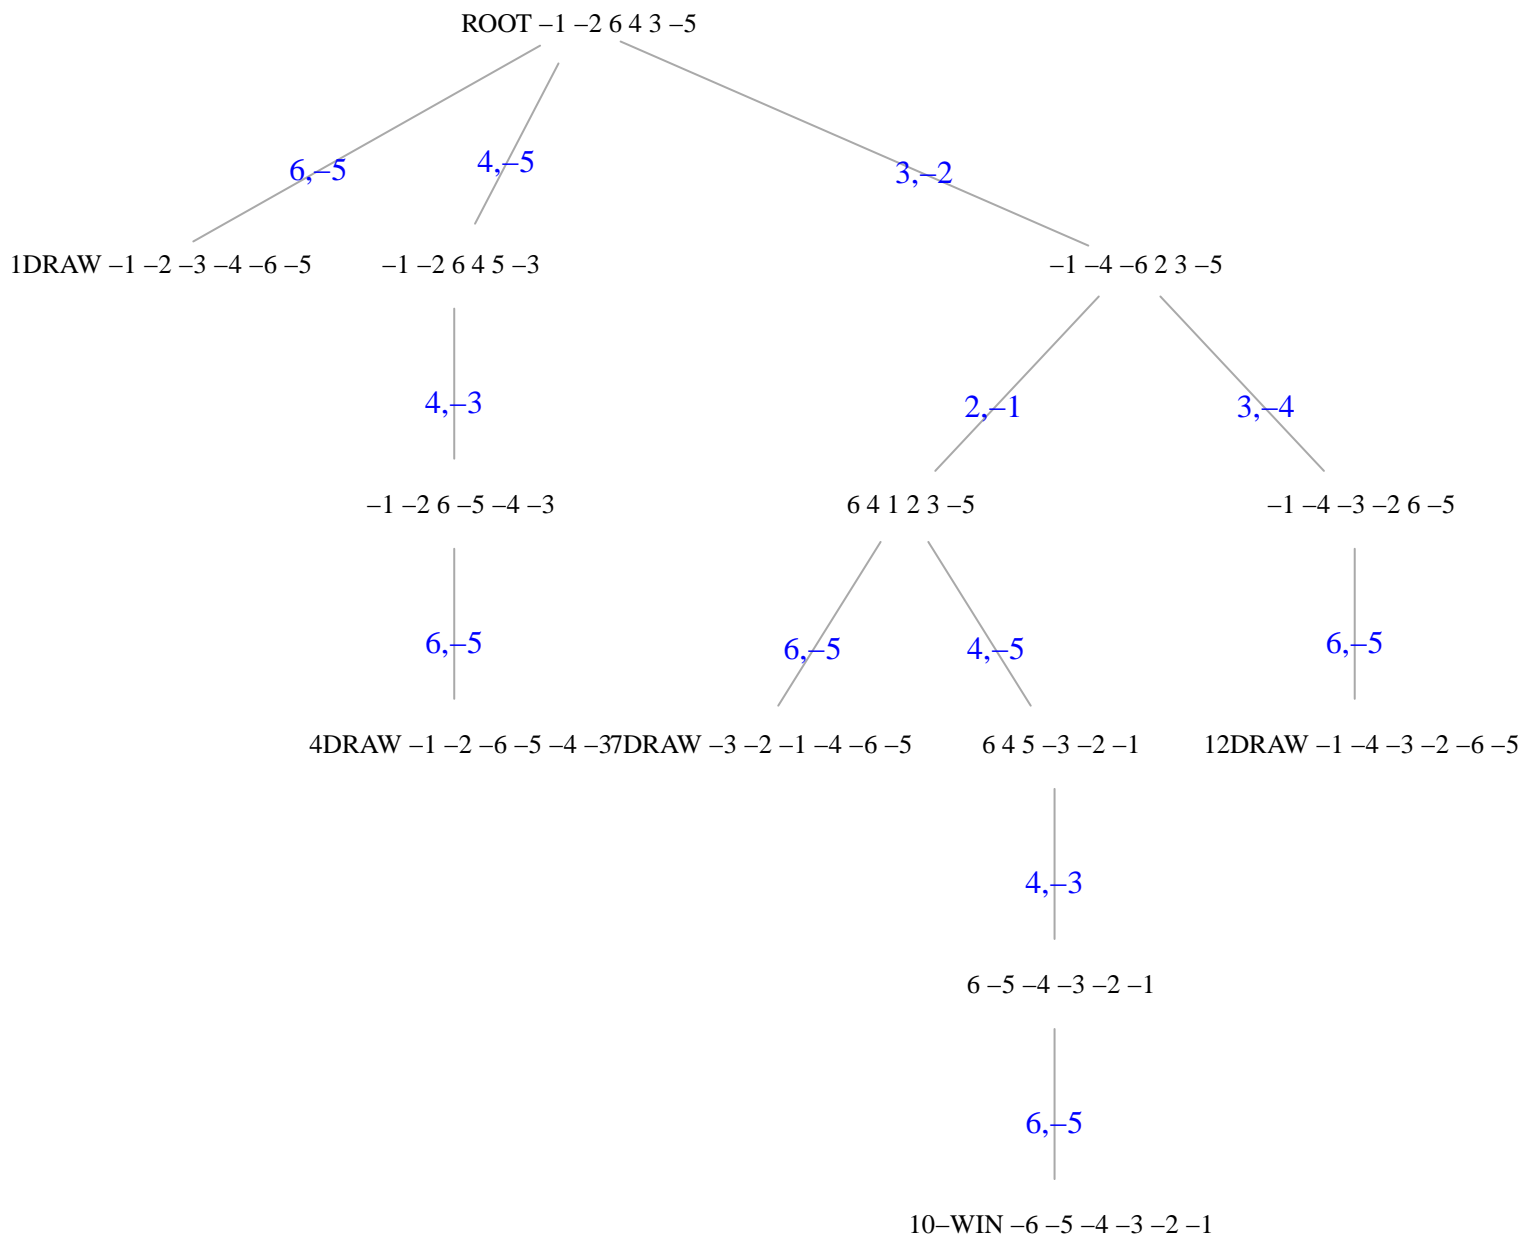 ROOT –1 –2 6 4 3 –5
6,–5
4,–5
3,–2
1DRAW –1 –2 –3 –4 –6 –5
–1 –2 6 4 5 –3
–1 –4 –6 2 3 –5
4,–3
2,–1
3,–4
–1 –2 6 –5 –4 –3
6 4 1 2 3 –5
–1 –4 –3 –2 6 –5
6,–5
6,–5
4,–5
6,–5
4DRAW –1 –2 –6 –5 –4 –3
7DRAW –3 –2 –1 –4 –6 –5
6 4 5 –3 –2 –1
12DRAW –1 –4 –3 –2 –6 –5
4,–3
6 –5 –4 –3 –2 –1
6,–5
10–WIN –6 –5 –4 –3 –2 –1